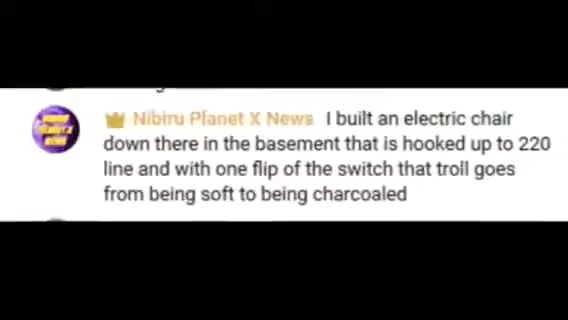 Nibiru Planet X News I built an electric chair
down there in the basement that is hooked up to 220
line and with one flip of the switch that troll goes
from being soft to being charcoaled